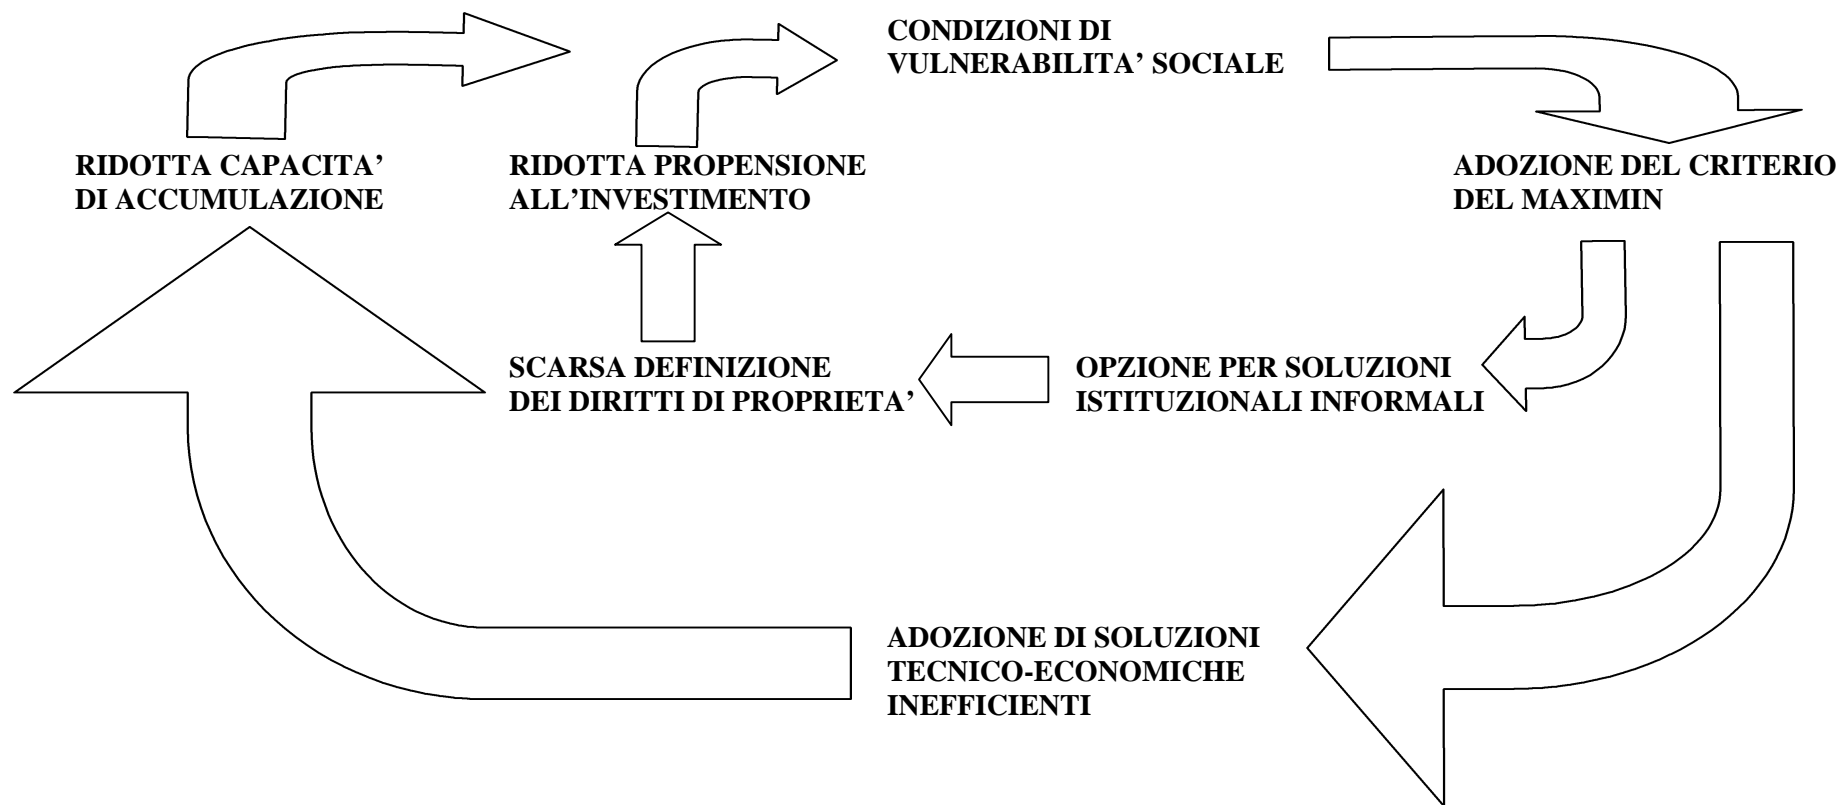 CONDIZIONI DI
VULNERABILITA’ SOCIALE
RIDOTTA CAPACITA’
DI ACCUMULAZIONE
RIDOTTA PROPENSIONE
ALL’INVESTIMENTO
ADOZIONE DEL CRITERIO
DEL MAXIMIN
SCARSA DEFINIZIONE
DEI DIRITTI DI PROPRIETA’
OPZIONE PER SOLUZIONI
ISTITUZIONALI INFORMALI
ADOZIONE DI SOLUZIONI
TECNICO-ECONOMICHE
INEFFICIENTI